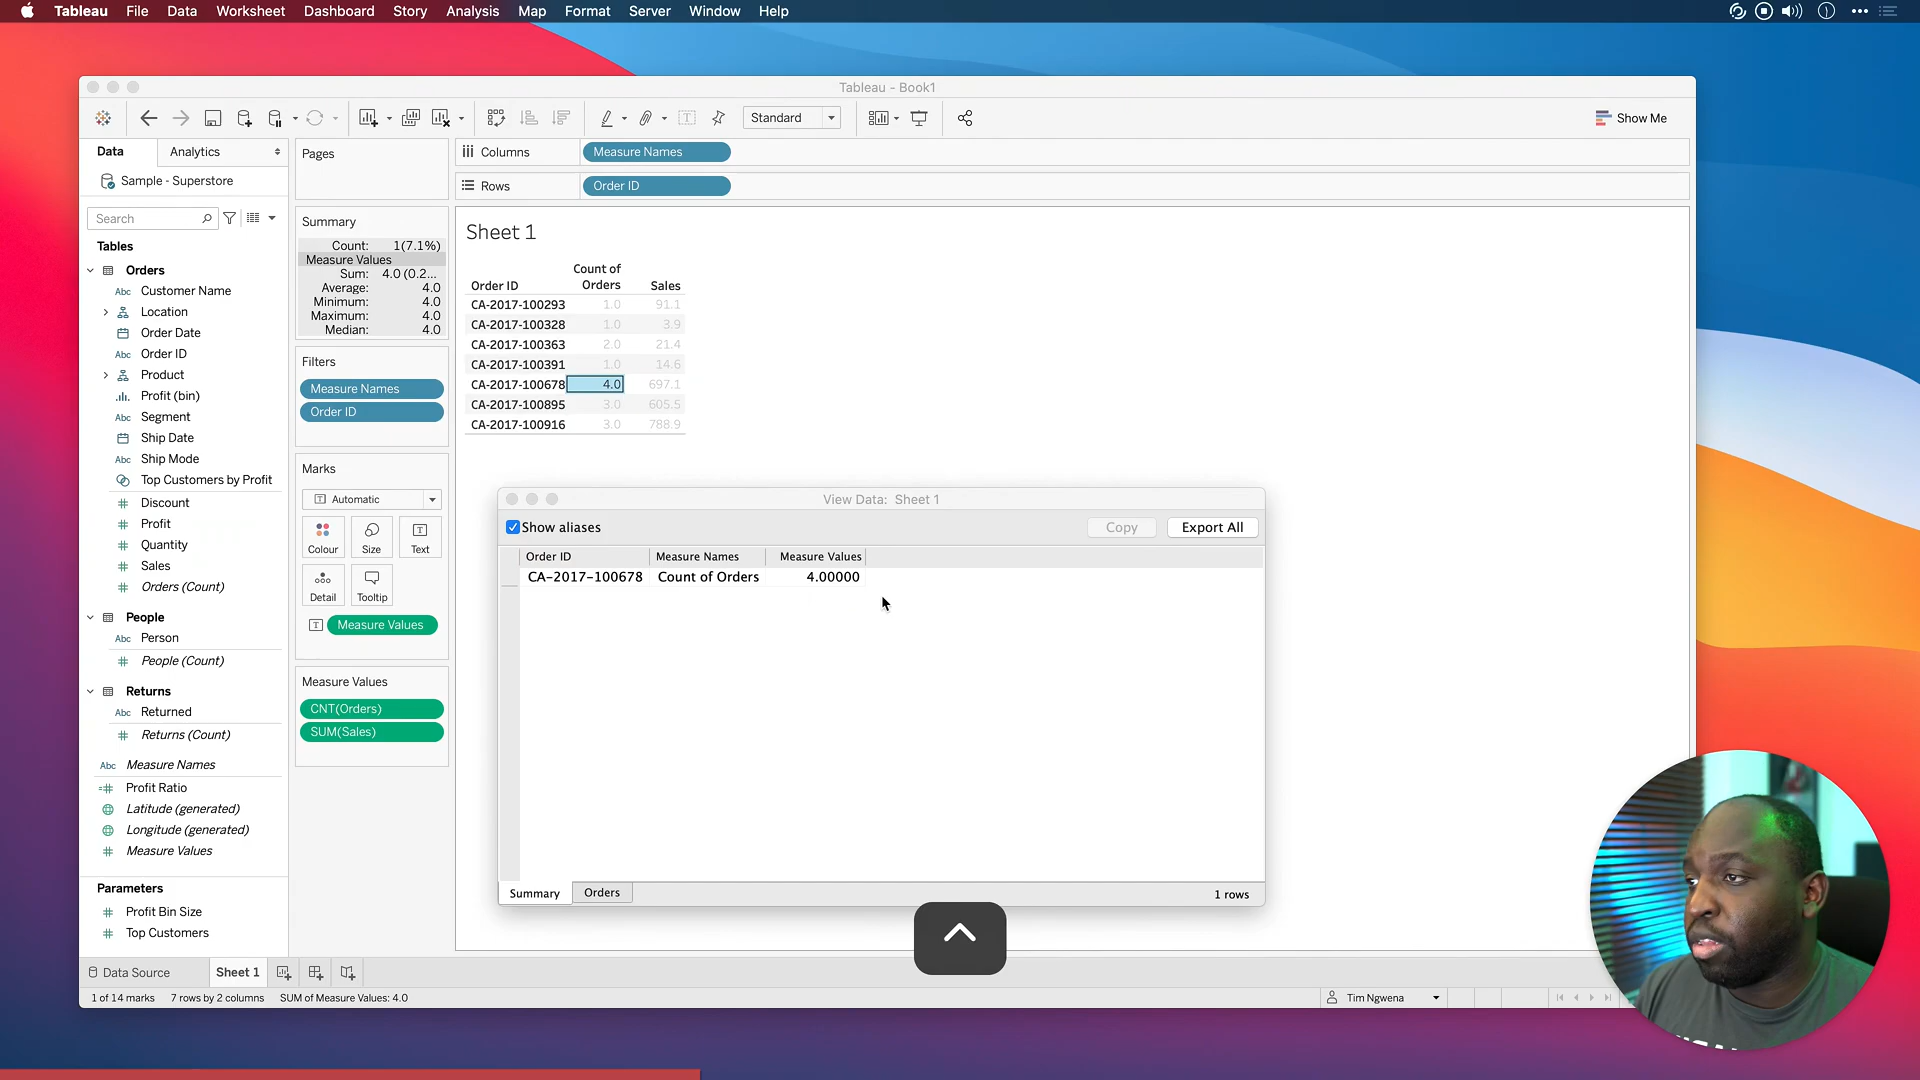 Tableau File Data Worksheet Dashboard Story Analysis Map Format Server Window Help
Tableau - Book1
Standard
Show Me
Data
Analytics
Sample - Superstore
Search
Tables
Orders
Customer Name
Location
Order Date
Order ID
Product
Profit (bin)
Segment
Ship Date
Ship Mode
Top Customers by Profit
Discount
Profit
Quantity
Sales
Orders (Count)
People
Person
People (Count)
Returns
Returned
Returns (Count)
Measure Names
Profit Ratio
Latitude (generated)
Longitude (generated)
Measure Values
Parameters
Profit Bin Size
Top Customers
Pages
Summary
Count: 1(7.1%)
Measure Values
Sum: 4.0 (0.2...
Average: 4.0
Minimum: 4.0
Maximum: 4.0
Median: 4.0
Filters
Measure Names
Order ID
Marks
Automatic
Colour Size Text
Detail Tooltip
Measure Values
Measure Values
CNT(Orders)
SUM(Sales)
Columns Measure Names
Rows Order ID
Sheet 1
Count of
Order ID Orders Sales
CA-2017-100293 1.0 91.1
CA-2017-100328 1.0 3.9
CA-2017-100363 2.0 21.4
CA-2017-100391 1.0 14.6
CA-2017-100678 4.0 697.1
CA-2017-100895 3.0 605.5
CA-2017-100916 3.0 788.9
View Data: Sheet 1
Show aliases
Copy
Export All
Order ID Measure Names Measure Values
CA-2017-100678 Count of Orders 4.00000
Summary Orders
1 rows
Data Source
Sheet 1
1 of 14 marks 7 rows by 2 columns SUM of Measure Values: 4.0
Tim Ngwena